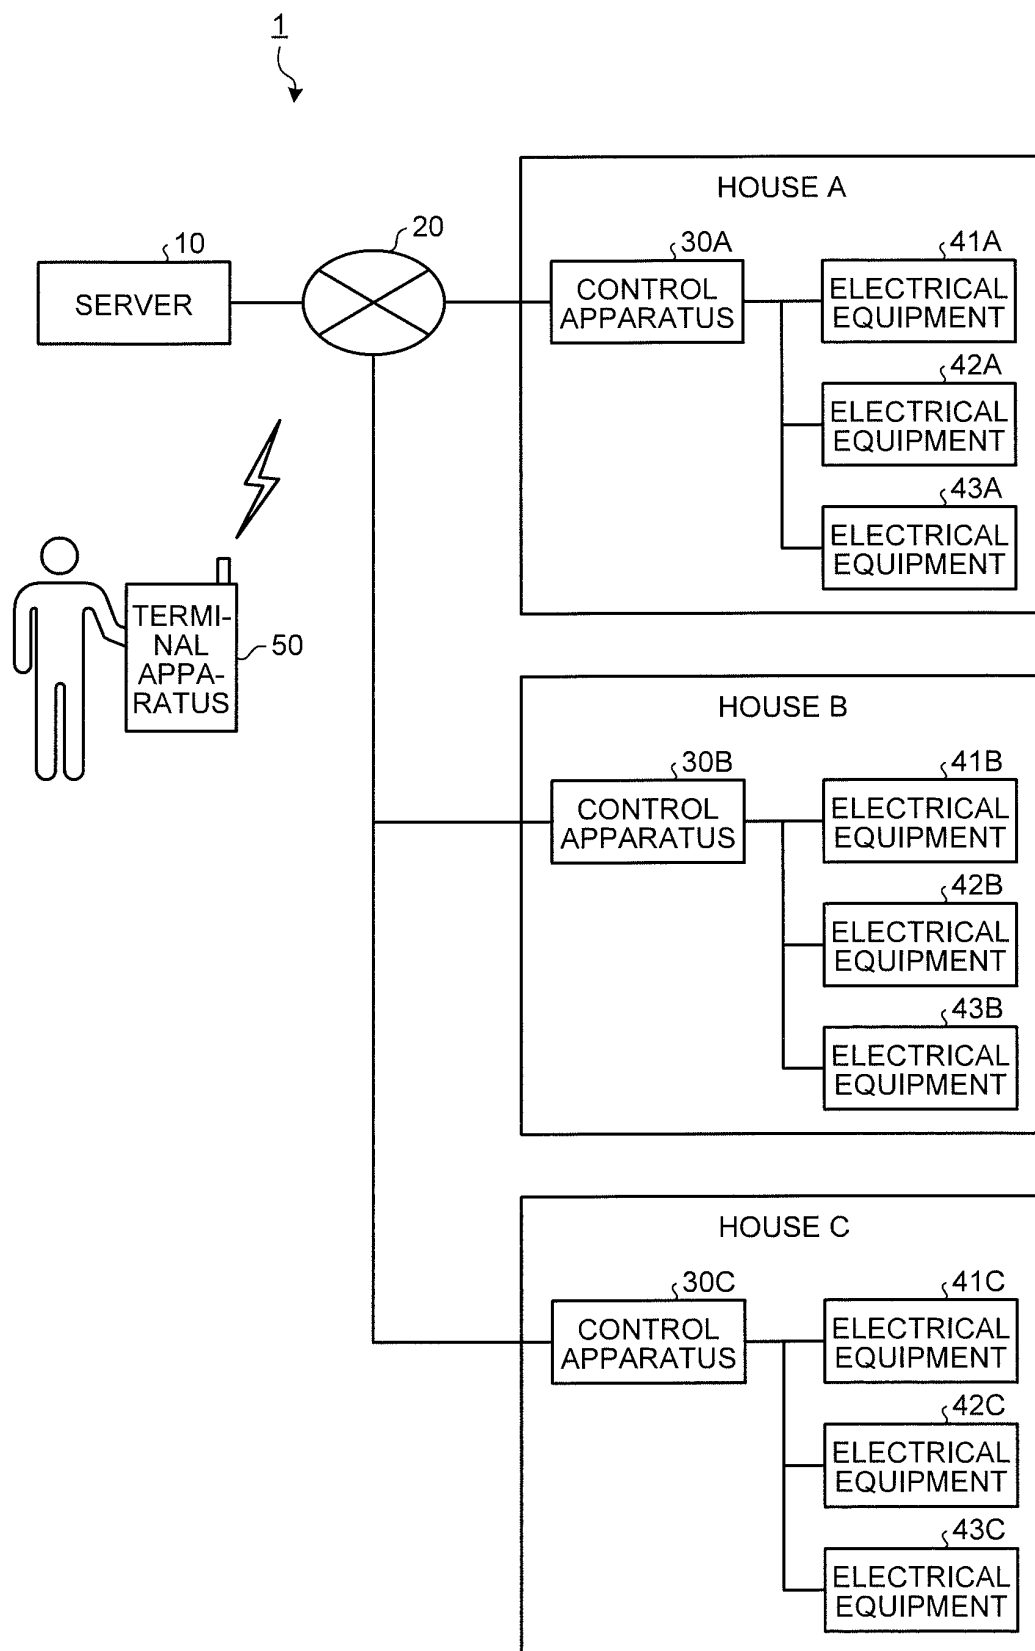 1
HOUSE A
10
SERVER
20
30A
CONTROL
APPARATUS
41A
ELECTRICAL
EQUIPMENT
42A
ELECTRICAL
EQUIPMENT
43A
ELECTRICAL
EQUIPMENT
TERMI-
NAL
APPA-
RATUS
50
HOUSE B
30B
CONTROL
APPARATUS
41B
ELECTRICAL
EQUIPMENT
42B
ELECTRICAL
EQUIPMENT
43B
ELECTRICAL
EQUIPMENT
HOUSE C
30C
CONTROL
APPARATUS
41C
ELECTRICAL
EQUIPMENT
42C
ELECTRICAL
EQUIPMENT
43C
ELECTRICAL
EQUIPMENT